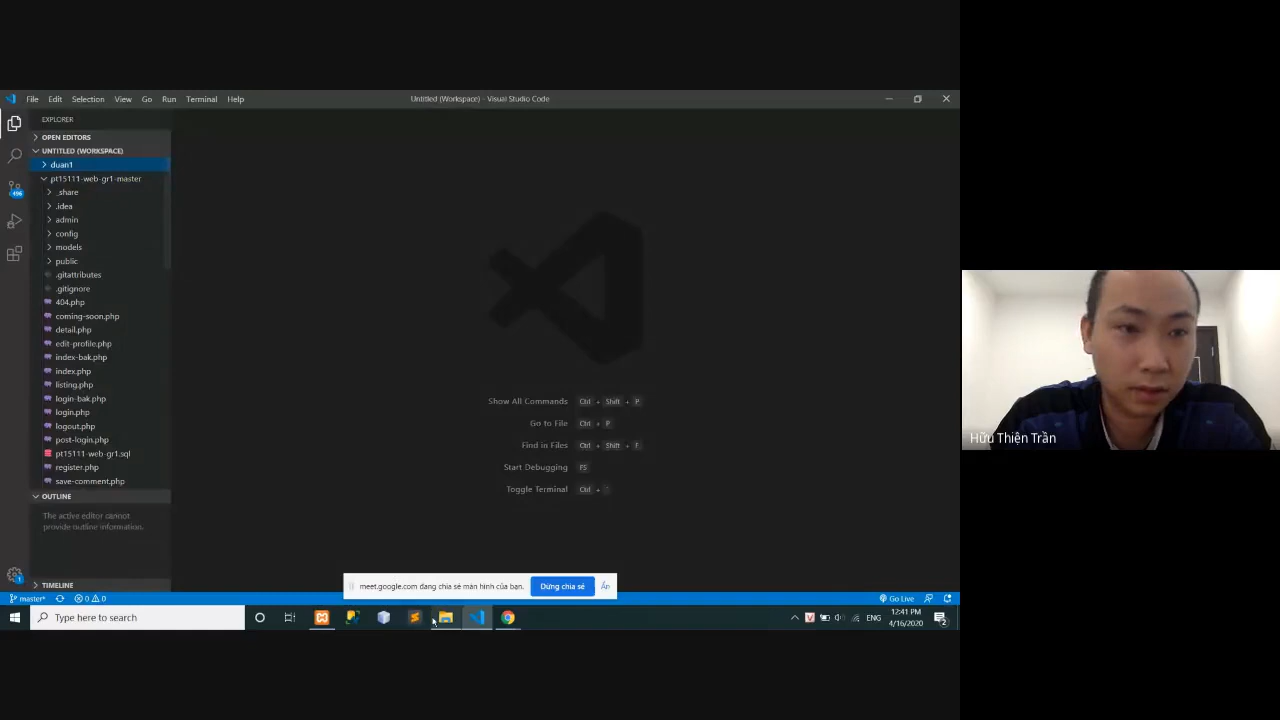 File Edit Selection View Go Run Terminal Help
Untitled (Workspace) - Visual Studio Code
EXPLORER
OPEN EDITORS
UNTITLED (WORKSPACE)
duan1
pt15111-web-gr1-master
_share
.idea
admin
config
models
public
.gitattributes
.gitignore
404.php
coming-soon.php
detail.php
edit-profile.php
index-bak.php
index.php
listing.php
login-bak.php
login.php
logout.php
post-login.php
pt15111-web-gr1.sql
register.php
save-comment.php
OUTLINE
The active editor cannot
provide outline information.
TIMELINE
Show All Commands Ctrl + Shift + P
Go to File Ctrl + P
Find in Files Ctrl + Shift + F
Start Debugging F5
Toggle Terminal Ctrl + `
meet.google.com đang chia sẻ màn hình của bạn. Dừng chia sẻ Ẩn
master* 0 0 Go Live
Type here to search
ENG
12:41 PM
4/16/2020
Hữu Thiện Trần